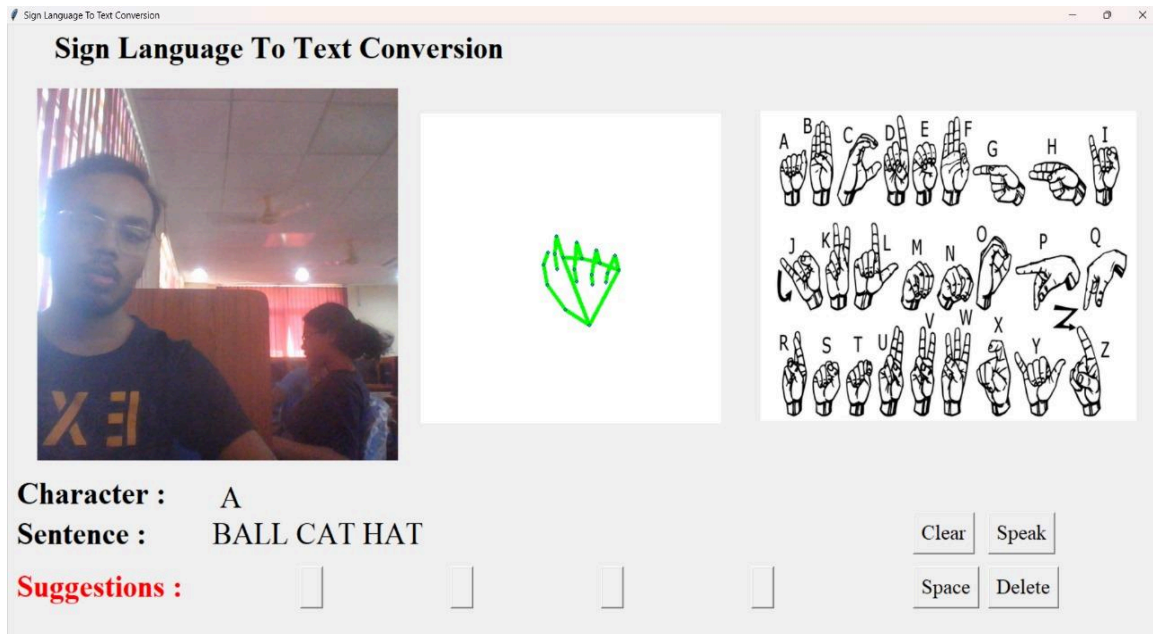 Sign Language To Text Conversion
Sign Language To Text Conversion
A B C D E F G H I
J K L M N O P Q
R S T U V W X Y Z
X E
Character : A
Sentence : BALL CAT HAT
Clear Speak
Suggestions :
Space Delete